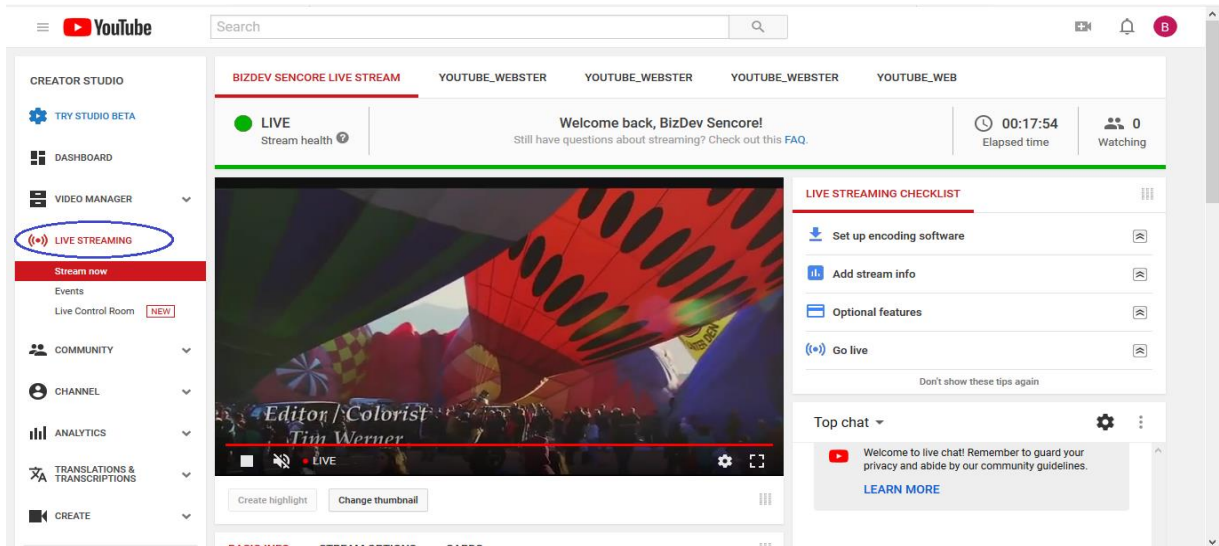 YouTube
Search
B
CREATOR STUDIO
TRY STUDIO BETA
DASHBOARD
VIDEO MANAGER
LIVE STREAMING
Stream now
Events
Live Control Room NEW
COMMUNITY
CHANNEL
ANALYTICS
TRANSLATIONS &
TRANSCRIPTIONS
CREATE
BIZDEV SENCORE LIVE STREAM YOUTUBE_WEBSTER YOUTUBE_WEBSTER YOUTUBE_WEBSTER YOUTUBE_WEB
LIVE
Stream health ?
Welcome back, BizDev Sencore!
Still have questions about streaming? Check out this FAQ.
00:17:54
Elapsed time
0
Watching
Editor / Colorist
Tim Werner
LIVE
Create highlight Change thumbnail
BASIC INFO STREAM OPTIONS CARDS
LIVE STREAMING CHECKLIST
Set up encoding software
Add stream info
Optional features
Go live
Don't show these tips again
Top chat
Welcome to live chat! Remember to guard your
privacy and abide by our community guidelines.
LEARN MORE